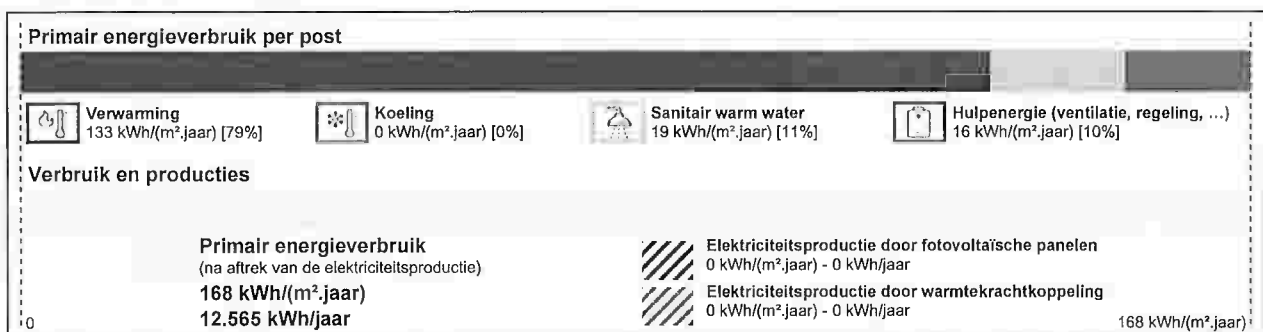 Primair energieverbruik per post
Verwarming
133 kWh/(m².jaar) [79%]
Koeling
0 kWh/(m².jaar) [0%]
Sanitair warm water
19 kWh/(m².jaar) [11%]
Hulpenergie (ventilatie, regeling, ...)
16 kWh/(m².jaar) [10%]
Verbruik en producties
Primair energieverbruik
(na aftrek van de elektriciteitsproductie)
168 kWh/(m².jaar)
12.565 kWh/jaar
Elektriciteitsproductie door fotovoltaïsche panelen
0 kWh/(m².jaar) - 0 kWh/jaar
Elektriciteitsproductie door warmtekrachtkoppeling
0 kWh/(m².jaar) - 0 kWh/jaar
0
168 kWh/(m².jaar)